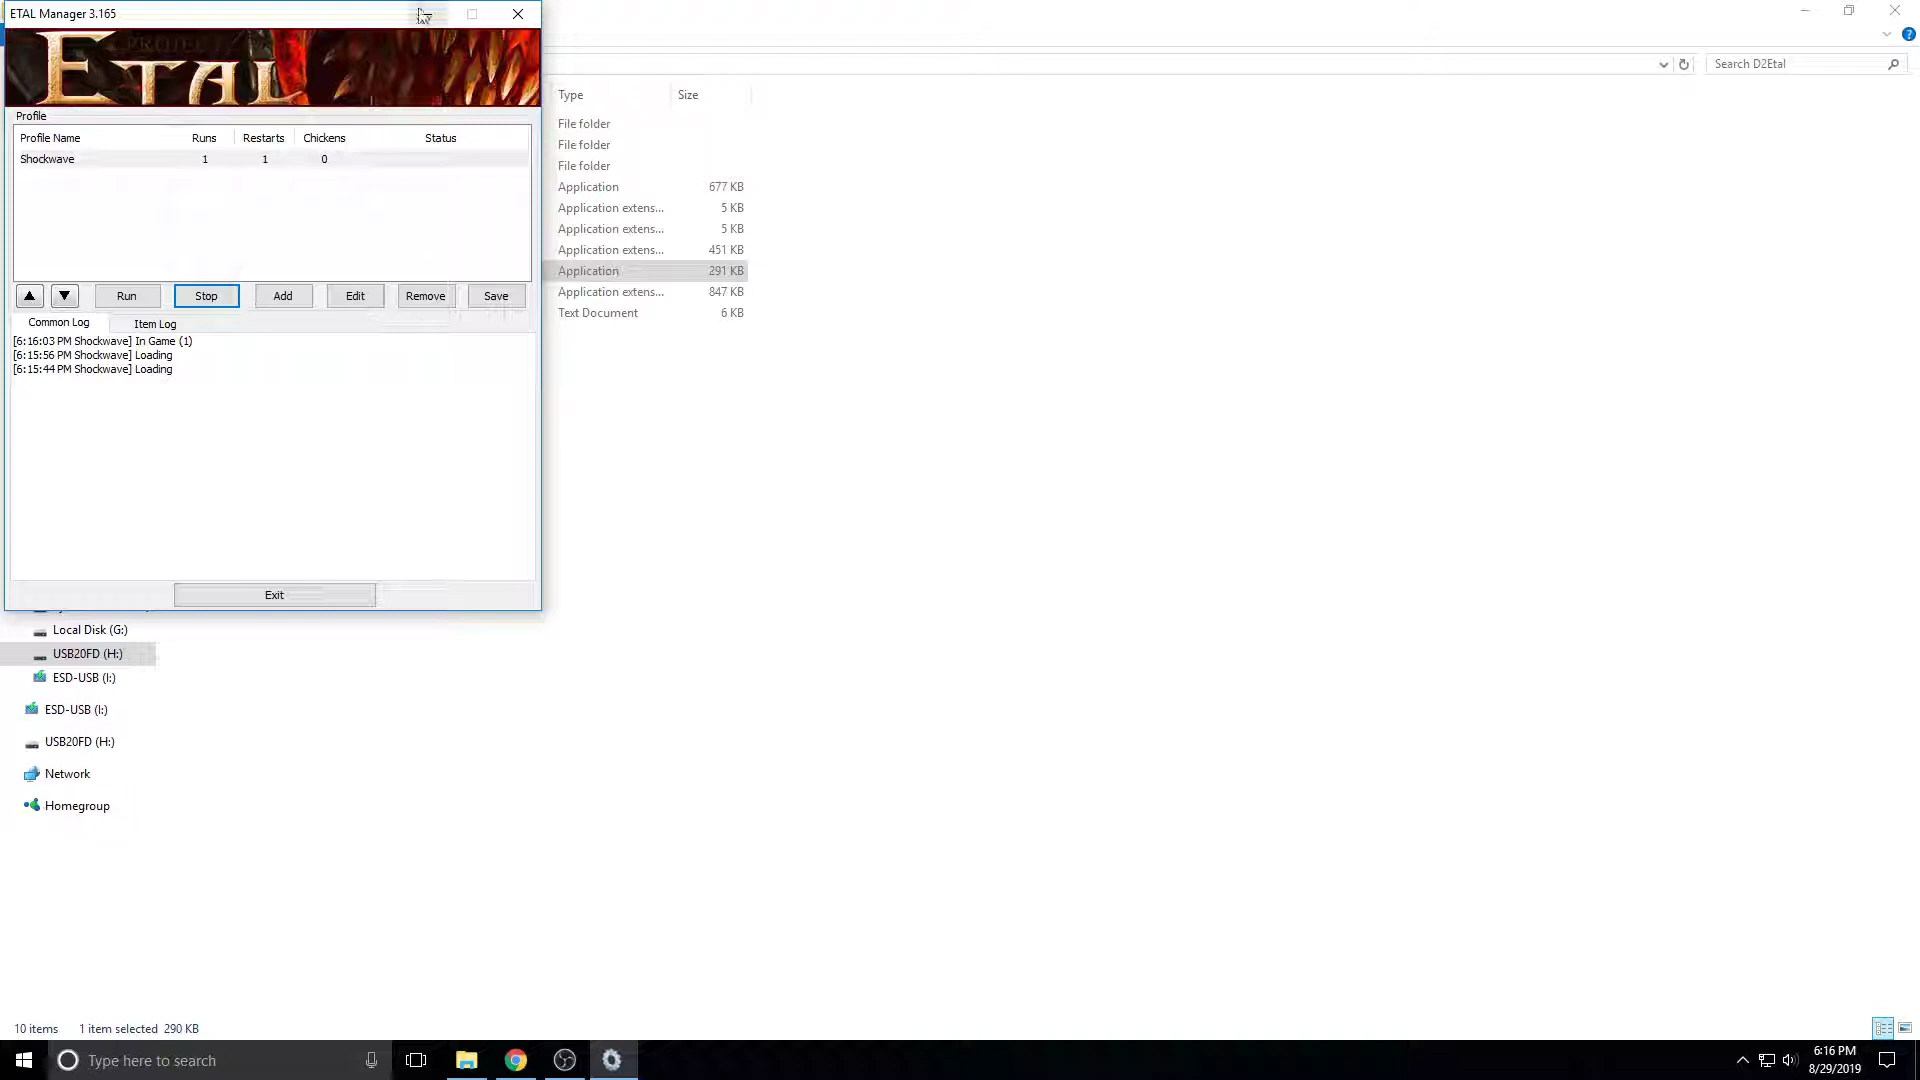 ETAL Manager 3.165
PROJECT
ETAL
Search D2Etal
Type Size
Profile
Profile Name Runs Restarts Chickens Status
Shockwave 1 1 0
File folder
File folder
File folder
Application 677 KB
Application extens... 5 KB
Application extens... 5 KB
Application extens... 451 KB
Application 291 KB
Application extens... 847 KB
Text Document 6 KB
Run Stop Add Edit Remove Save
Common Log Item Log
[6:16:03 PM Shockwave] In Game (1)
[6:15:56 PM Shockwave] Loading
[6:15:44 PM Shockwave] Loading
Exit
Local Disk (G:)
USB20FD (H:)
ESD-USB (I:)
ESD-USB (I:)
USB20FD (H:)
Network
Homegroup
10 items 1 item selected 290 KB
Type here to search
6:16 PM
8/29/2019